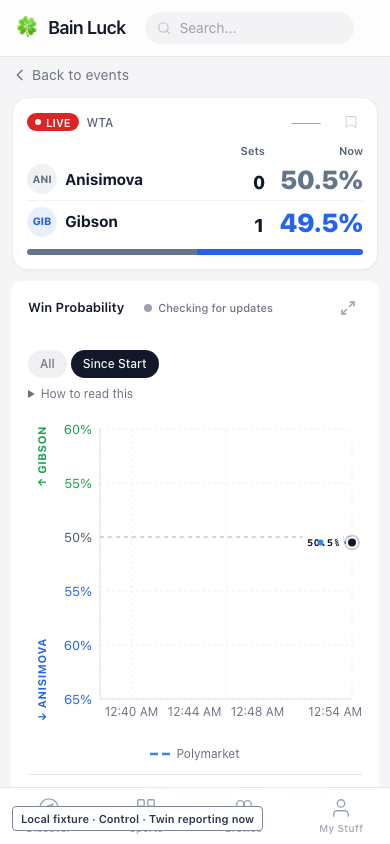 Bain Luck
Search...
Back to events
LIVE WTA
Sets Now
ANI Anisimova 0 50.5%
GIB Gibson 1 49.5%
Win Probability Checking for updates
All Since Start
▶ How to read this
↑ GIBSON
60%
55%
50%
50.5%
55%
60%
65%
↓ ANISIMOVA
12:40 AM 12:44 AM 12:48 AM 12:54 AM
Polymarket
Local fixture · Control · Twin reporting now
My Stuff